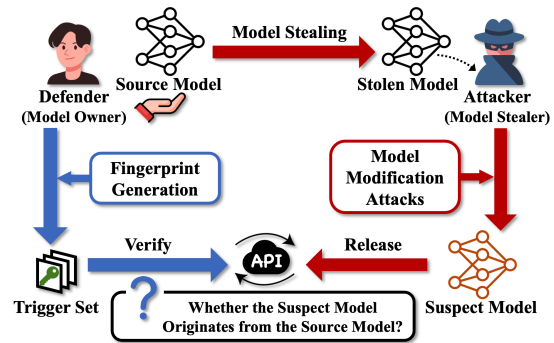 Model Stealing
Source Model
Stolen Model
Defender
(Model Owner)
Attacker
(Model Stealer)
Fingerprint
Generation
Model
Modification
Attacks
Verify
API
Release
Trigger Set
?
Whether the Suspect Model
Originates from the Source Model?
Suspect Model